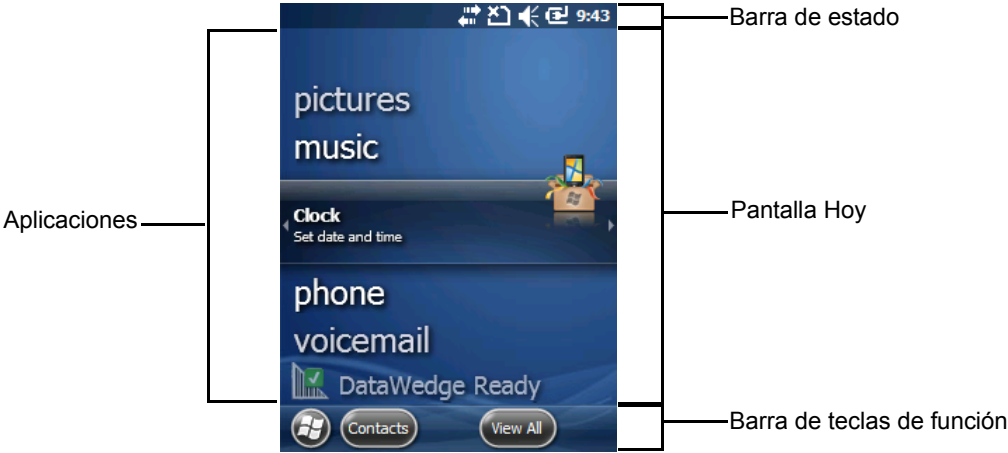 9:43
Barra de estado
pictures
music
Aplicaciones
Clock
Set date and time
Pantalla Hoy
phone
voicemail
DataWedge Ready
Contacts
View All
Barra de teclas de función